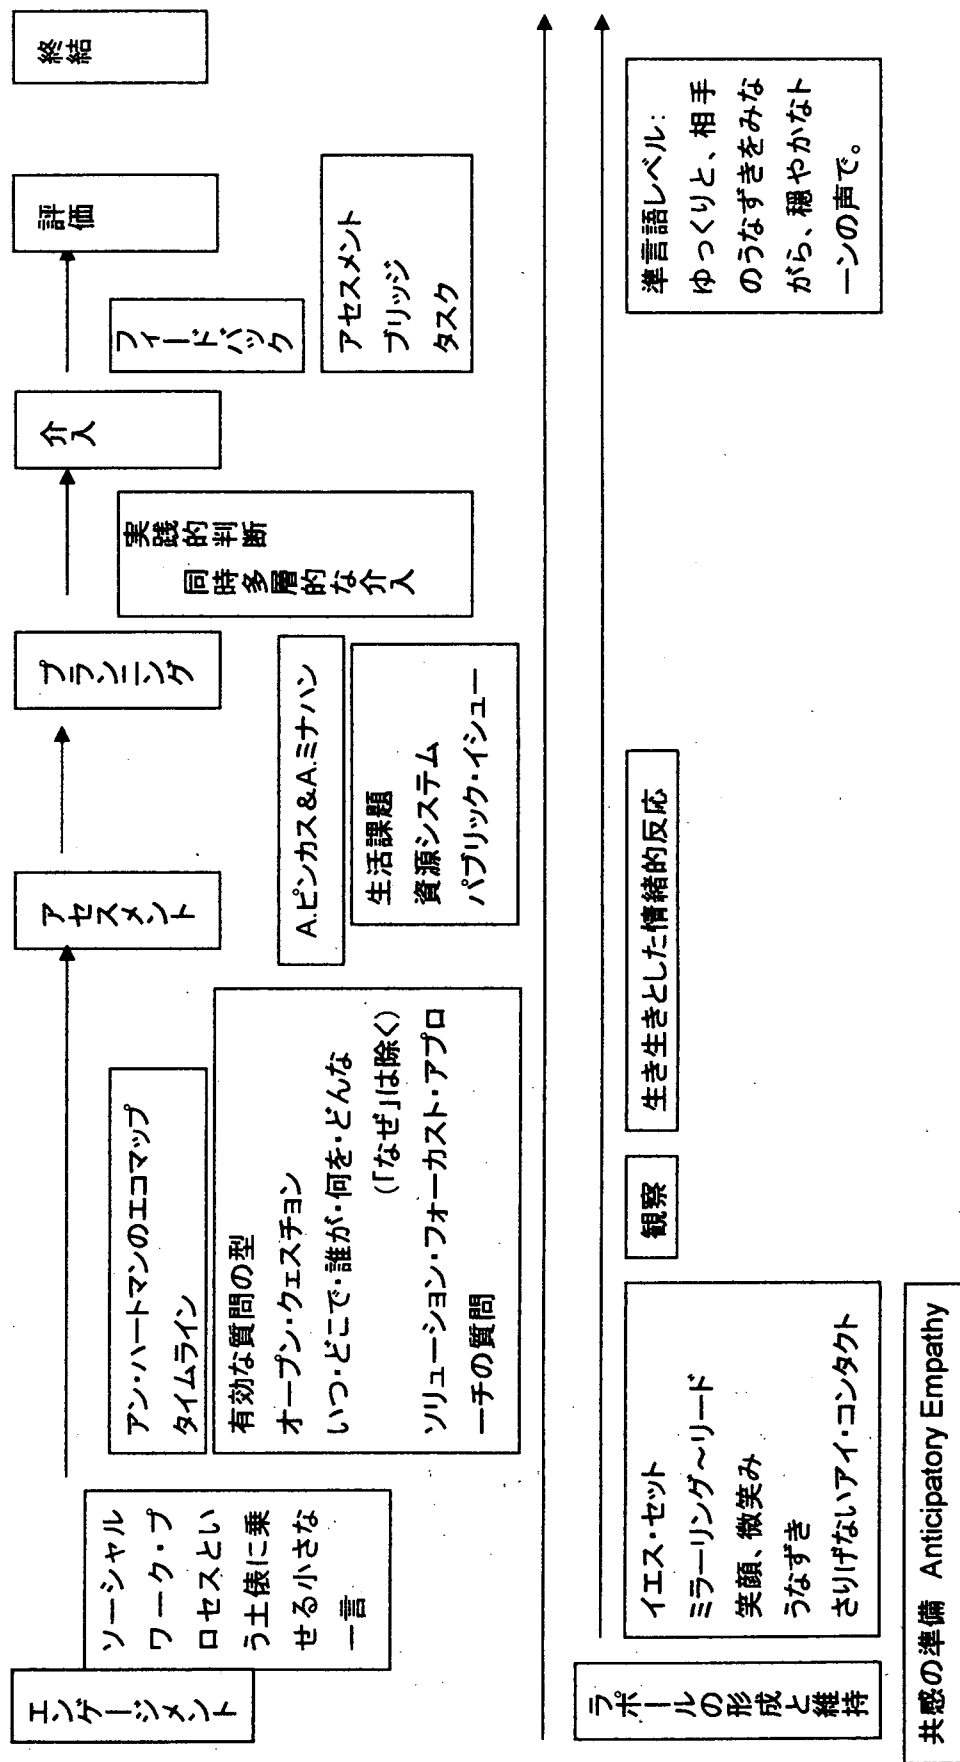 エンゲージメント
ソーシャル
ワーク・プ
ロセスとい
う土俵に乗
せる小さな
一言
アン・ハートマンのエコマップ
タイムライン
有効な質問の型
オープン・クェスチョン
いつ・どこで・誰が・何を・どんな
(「なぜ」は除く)
ソリューション・フォーカスト・アプロ
ーチの質問
アセスメント
A.ピンカス&A.ミナハン
生活課題
資源システム
パブリック・イシュー
プランニング
実践的判断
同時多層的な介入
介入
フィードバック
アセスメント
ブリッジ
タスク
評価
終結
ラポールの形成と維持
イエス・セット
ミラーリング~リード
笑顔、微笑み
うなずき
さりげないアイ・コンタクト
観察
生き生きとした情緒的反応
準言語レベル:
ゆっくりと、相手
のうなずきをみな
がら、穏やかなト
ーンの声で。
共感の準備 Anticipatory Empathy